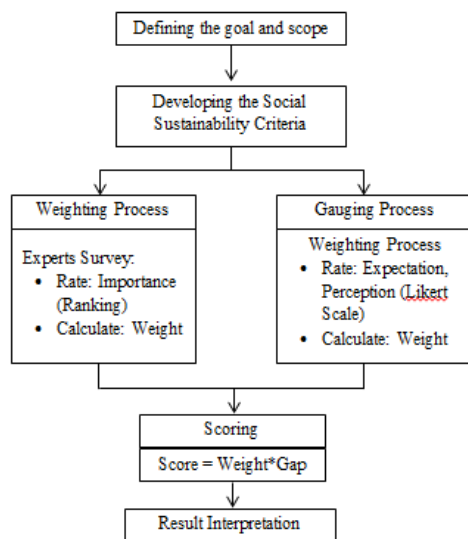 Defining the goal and scope
Developing the Social
Sustainability Criteria
Weighting Process
Experts Survey:
• Rate: Importance
(Ranking)
• Calculate: Weight
Gauging Process
Weighting Process
• Rate: Expectation,
Perception (Likert
Scale)
• Calculate: Weight
Scoring
Score = Weight*Gap
Result Interpretation